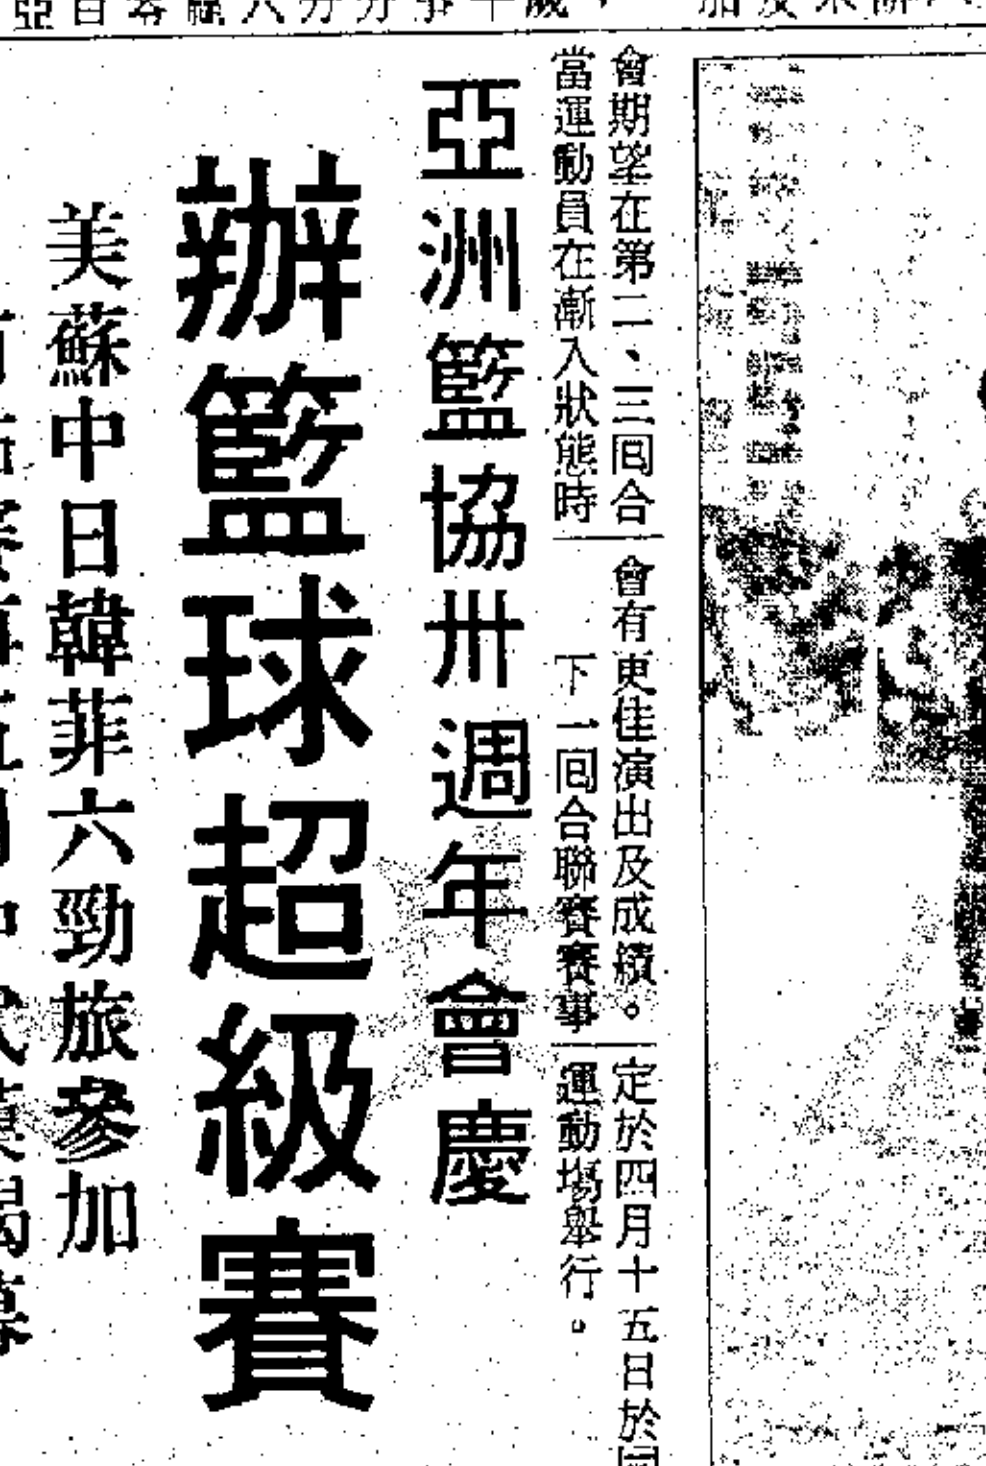 會期望在第二、三囘合
當運動員在漸入狀態時
會有更佳演出及成績。
下一囘合聯賽賽事
定於四月十五日於
運動場舉行。
亞洲籃協卅週年會慶
辦籃球超級賽
美蘇中日韓菲六勁旅參加